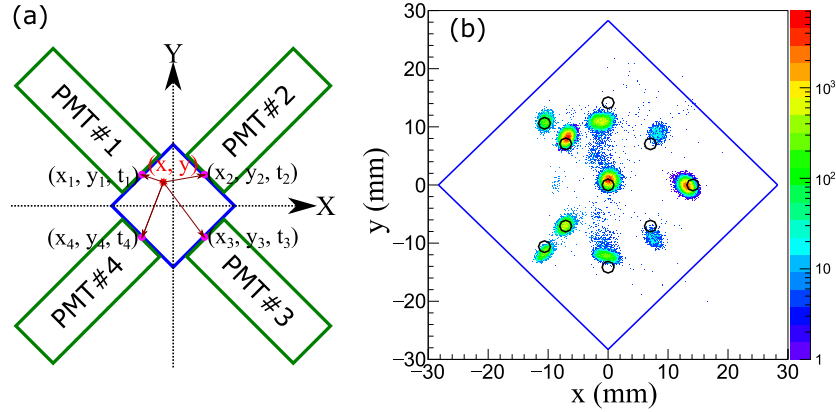 (a)
Y
PMT#1
PMT#2
(x, y)
(x₁, y₁, t₁)
(x₂, y₂, t₂)
X
(x₄, y₄, t₄)
(x₃, y₃, t₃)
PMT#4
PMT#3
(b)
y (mm)
30
20
10
0
−10
−20
−30
−30 −20 −10 0 10 20 30
x (mm)
10³
10²
10
1